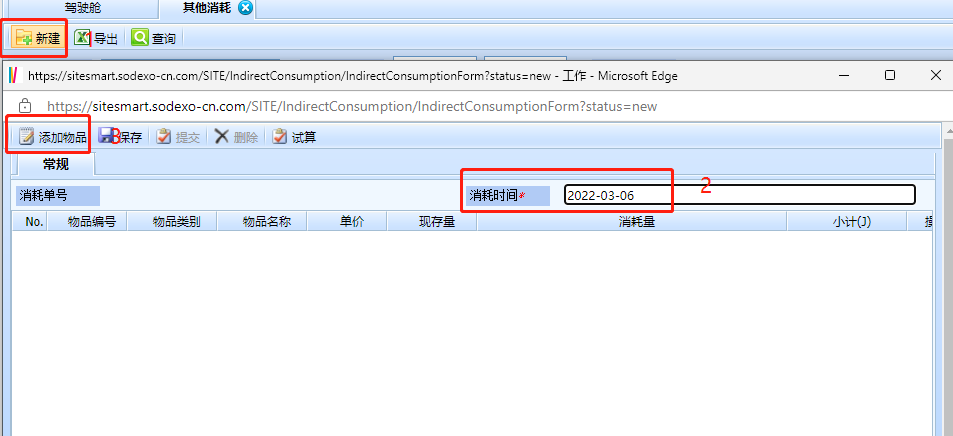 驾驶舱 其他消耗
新建 1 导出 查询
https://sitesmart.sodexo-cn.com/SITE/IndirectConsumption/IndirectConsumptionForm?status=new - 工作 - Microsoft Edge
https://sitesmart.sodexo-cn.com/SITE/IndirectConsumption/IndirectConsumptionForm?status=new
添加物品 3 保存 提交 删除 试算
常规
消耗单号 消耗时间* 2022-03-06 2
No. 物品编号 物品类别 物品名称 单价 现存量 消耗量 小计(J)